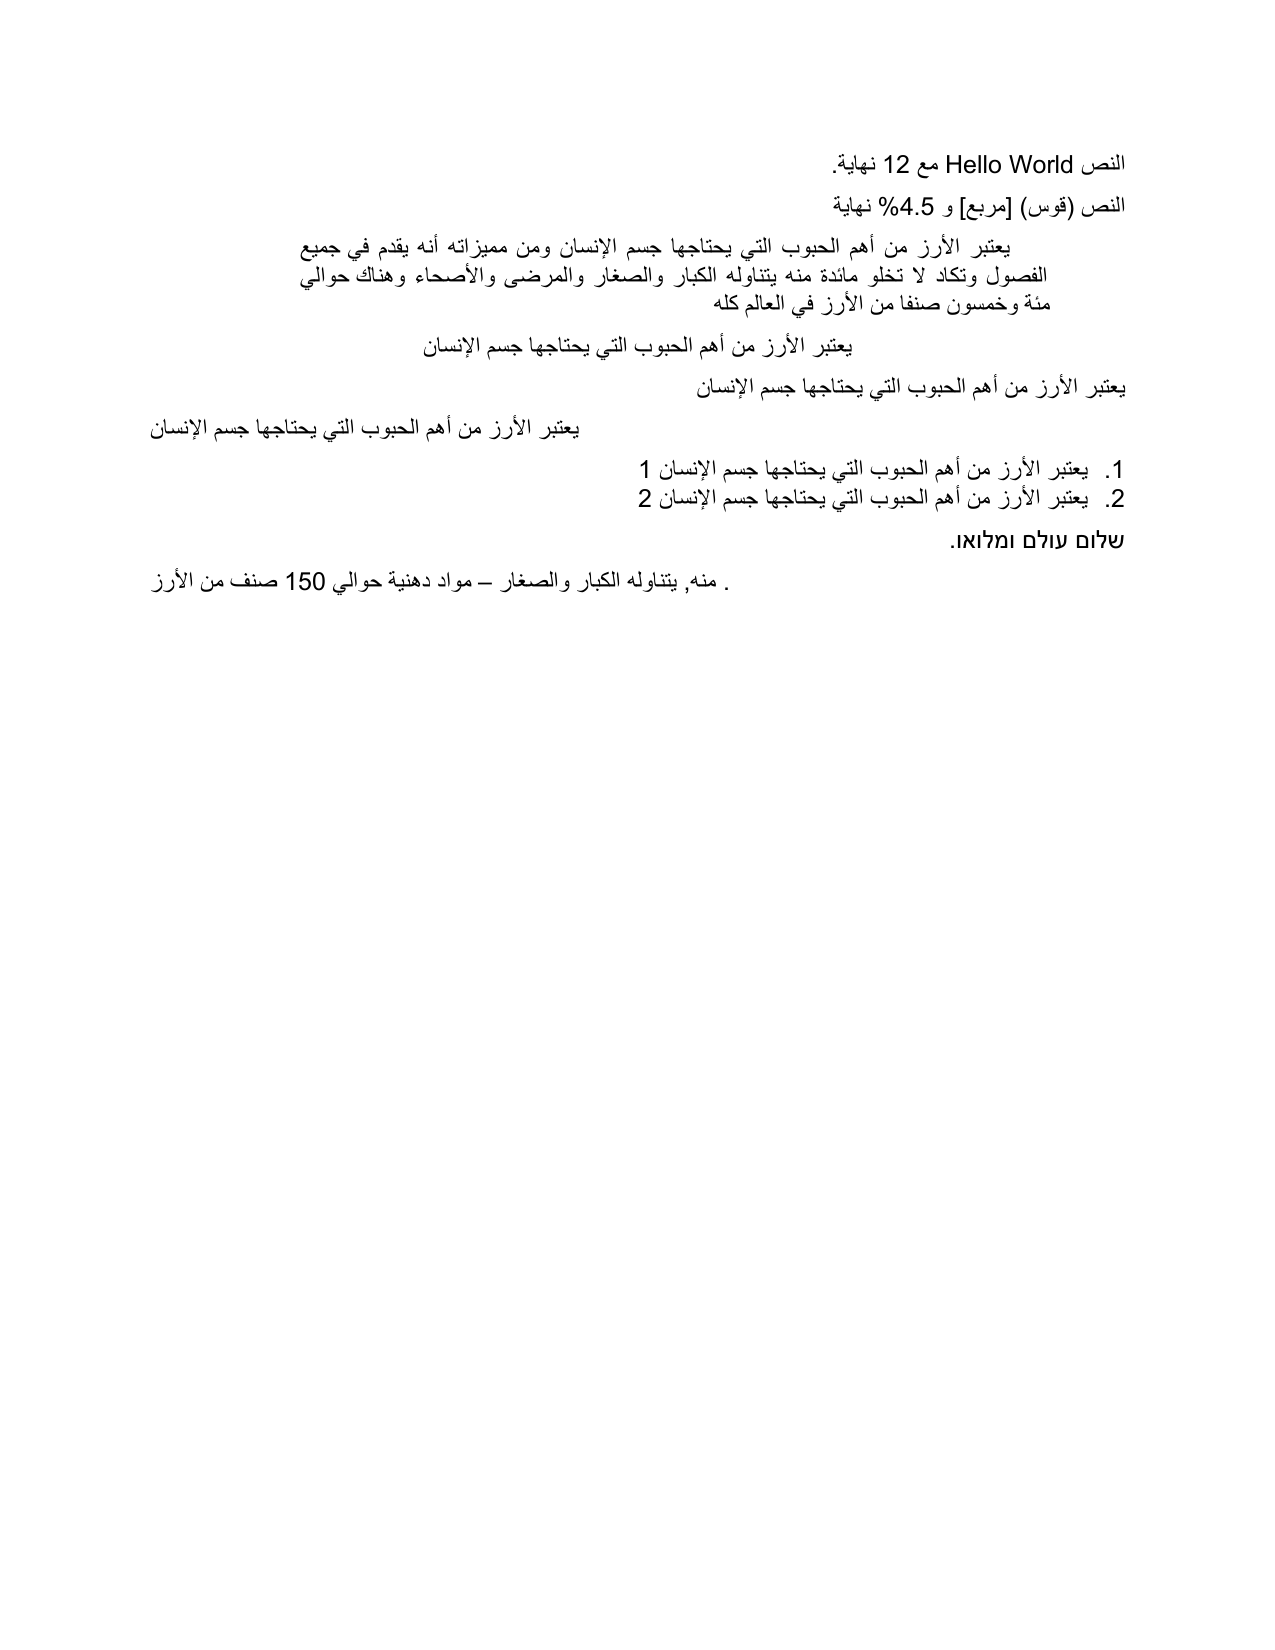 النص Hello World مع 12 نهاية.
النص (قوس) [مربع] و 4.5% نهاية
يعتبر الأرز من أهم الحبوب التي يحتاجها جسم الإنسان ومن مميزاته أنه يقدم في جميع
الفصول وتكاد لا تخلو مائدة منه يتناوله الكبار والصغار والمرضى والأصحاء وهناك حوالي
مئة وخمسون صنفا من الأرز في العالم كله
يعتبر الأرز من أهم الحبوب التي يحتاجها جسم الإنسان
يعتبر الأرز من أهم الحبوب التي يحتاجها جسم الإنسان
يعتبر الأرز من أهم الحبوب التي يحتاجها جسم الإنسان
1. يعتبر الأرز من أهم الحبوب التي يحتاجها جسم الإنسان 1
2. يعتبر الأرز من أهم الحبوب التي يحتاجها جسم الإنسان 2
שלום עולם ומלואו.
منه, يتناوله الكبار والصغار – مواد دهنية حوالي 150 صنف من الأرز .